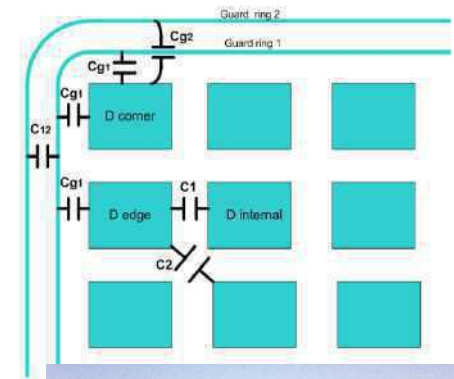 Guard ring 2
Cg2
Guard ring 1
Cg1
Cg1
D corner
C12
Cg1
C1
D edge
D internal
C2